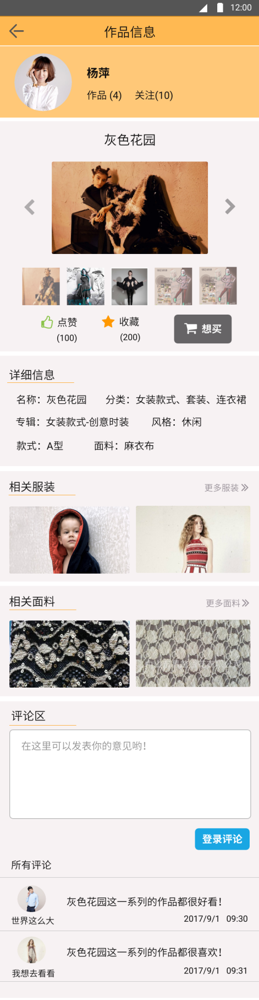 12:00
作品信息
杨萍
作品 (4) 关注(10)
灰色花园
点赞 收藏 想买
(100) (200)
详细信息
名称：灰色花园 分类：女装款式、套装、连衣裙
专辑：女装款式-创意时装 风格：休闲
款式：A型 面料：麻衣布
相关服装 更多服装
相关面料 更多面料
评论区
在这里可以发表你的意见哟！
登录评论
所有评论
灰色花园这一系列的作品都很好看！
世界这么大 2017/9/1 09:30
灰色花园这一系列的作品都很喜欢！
我想去看看 2017/9/1 09:31